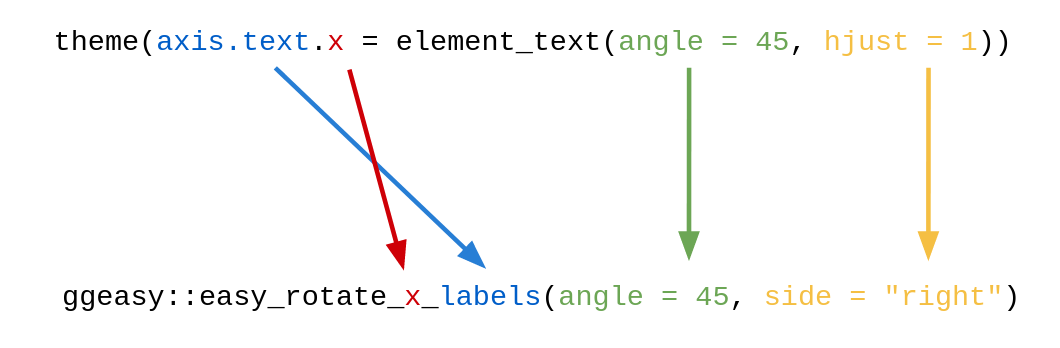 theme(axis.text.x = element_text(angle = 45, hjust = 1))
ggeasy::easy_rotate_x_labels(angle = 45, side = "right")